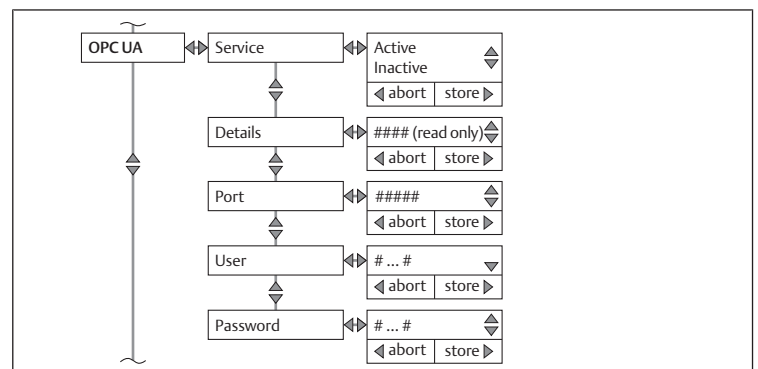 OPC UA
Service
Active
Inactive
abort store
Details
#### (read only)
abort store
Port
#####
abort store
User
# ... #
abort store
Password
# ... #
abort store